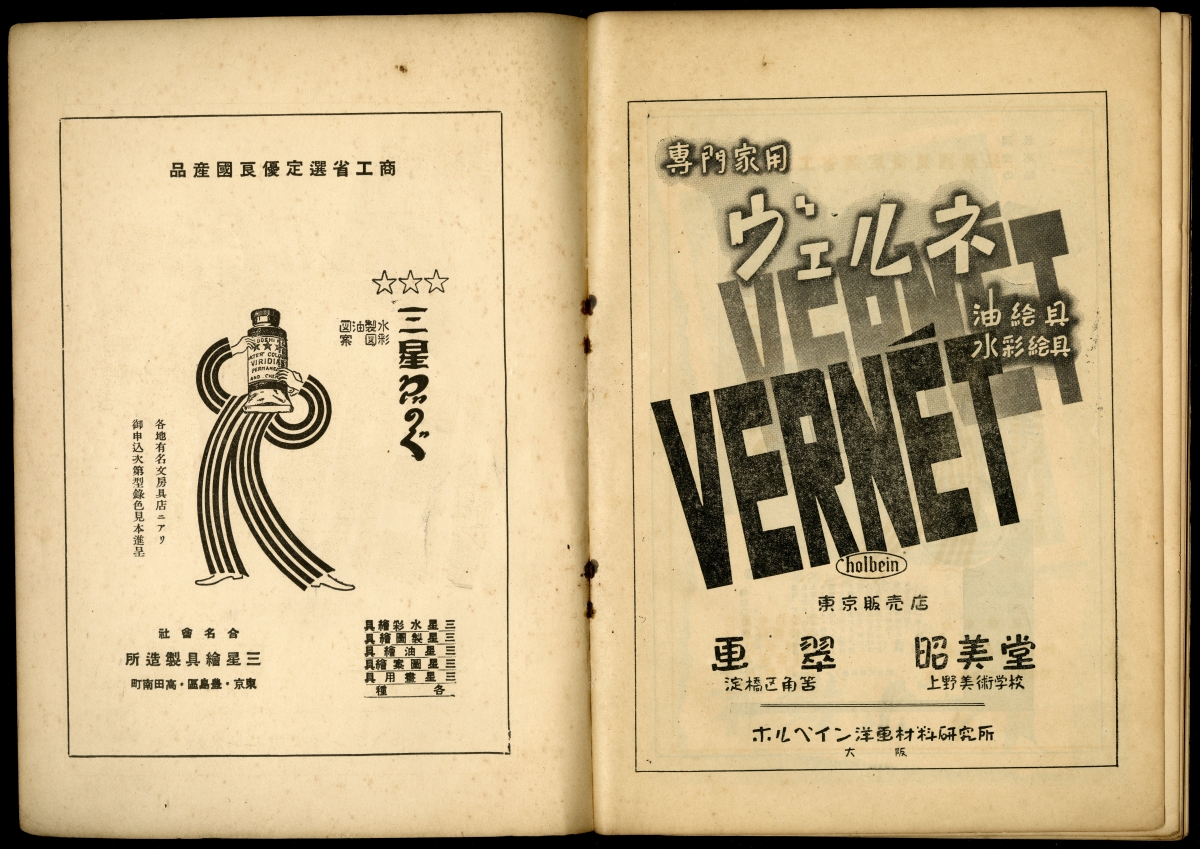 商工省選定優良國産品
☆☆☆
三星ゑのぐ
水彩
製図
油
図案
VIRIDIA
各地有名文房具店ニアリ
御申込次第型錄色見本進呈
三星水彩繪具
三星製圖繪具
三星油繪具
三星圖案繪具
三星畫用具
各種
合名會社
三星繪具製造所
東京・豊島區・高田南町
専門家用
ヴェルネ
VERNET
油絵具
水彩絵具
VERNÉT
holbein
東京販売店
画翠
淀橋区角筈
昭美堂
上野美術学校
ホルベイン洋画材料研究所
大阪